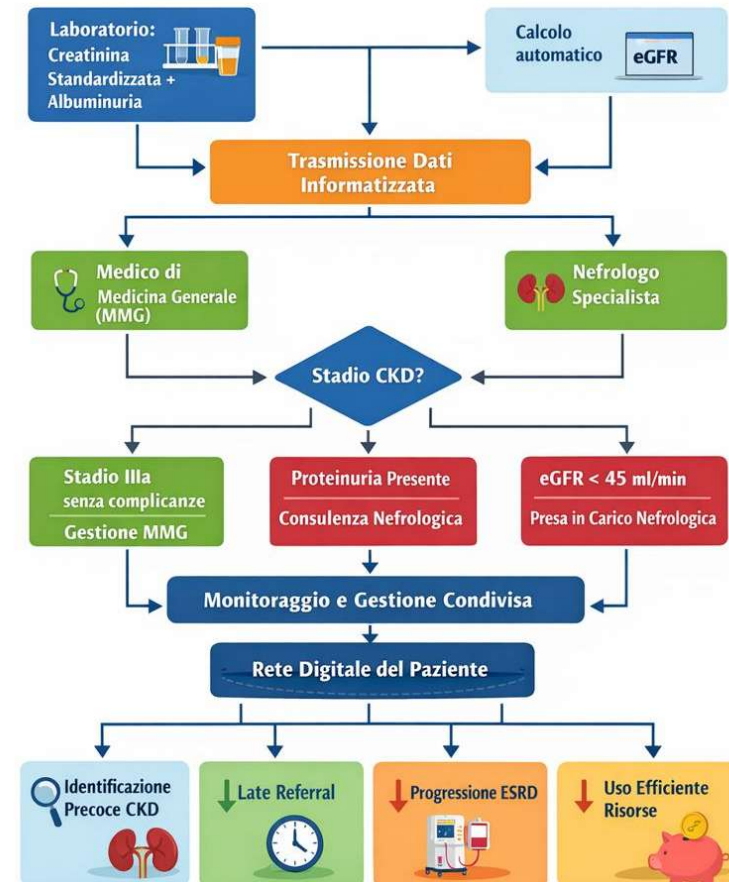 Laboratorio:
Creatinina
Standardizzata +
Albuminuria
Calcolo
automatico
eGFR
Trasmissione Dati
Informatizzata
Medico di
Medicina Generale
(MMG)
Nefrologo
Specialista
Stadio CKD?
Stadio IIIa
senza complicanze
Gestione MMG
Proteinuria Presente
Consulenza Nefrologica
eGFR < 45 ml/min
Presa in Carico Nefrologica
Monitoraggio e Gestione Condivisa
Rete Digitale del Paziente
Identificazione
Precoce CKD
↓ Late Referral
↓ Progressione ESRD
↓ Uso Efficiente
Risorse